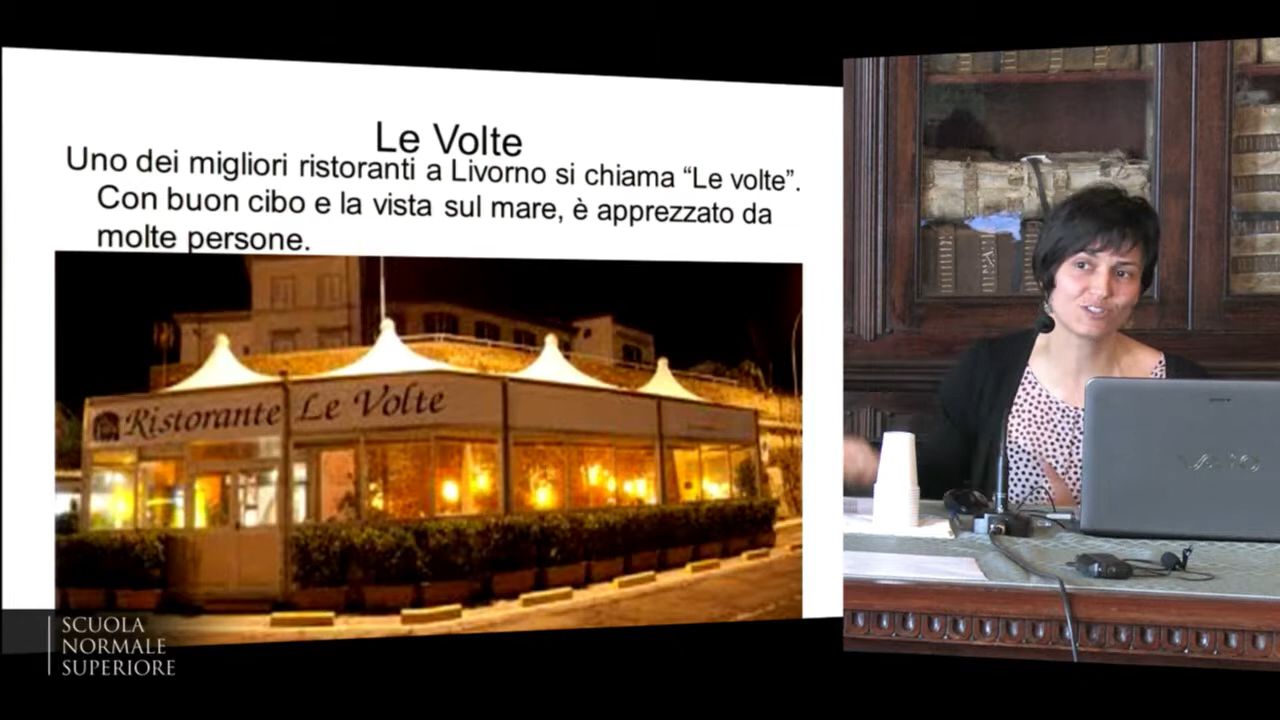 Le Volte
Uno dei migliori ristoranti a Livorno si chiama “Le volte”.
Con buon cibo e la vista sul mare, è apprezzato da
molte persone.
Ristorante Le Volte
VAIO
SCUOLA
NORMALE
SUPERIORE